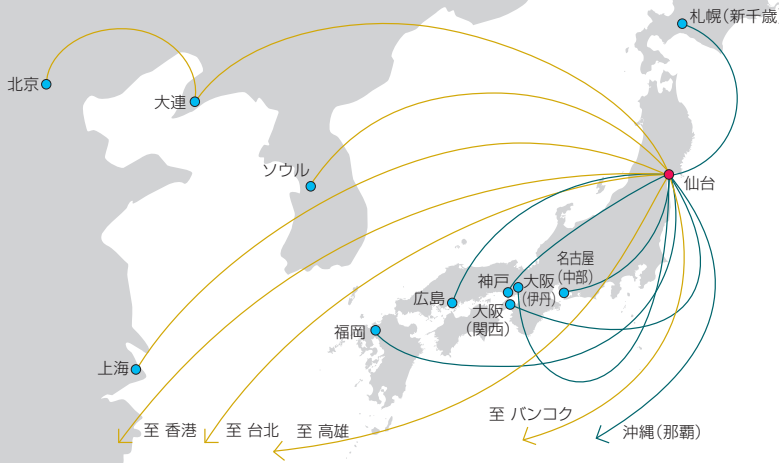 札幌(新千歳
北京
大連
ソウル
仙台
名古屋
(中部)
神戸
大阪
(伊丹)
広島
大阪
(関西)
福岡
上海
至 香港
至 台北
至 高雄
至 バンコク
沖縄(那覇)